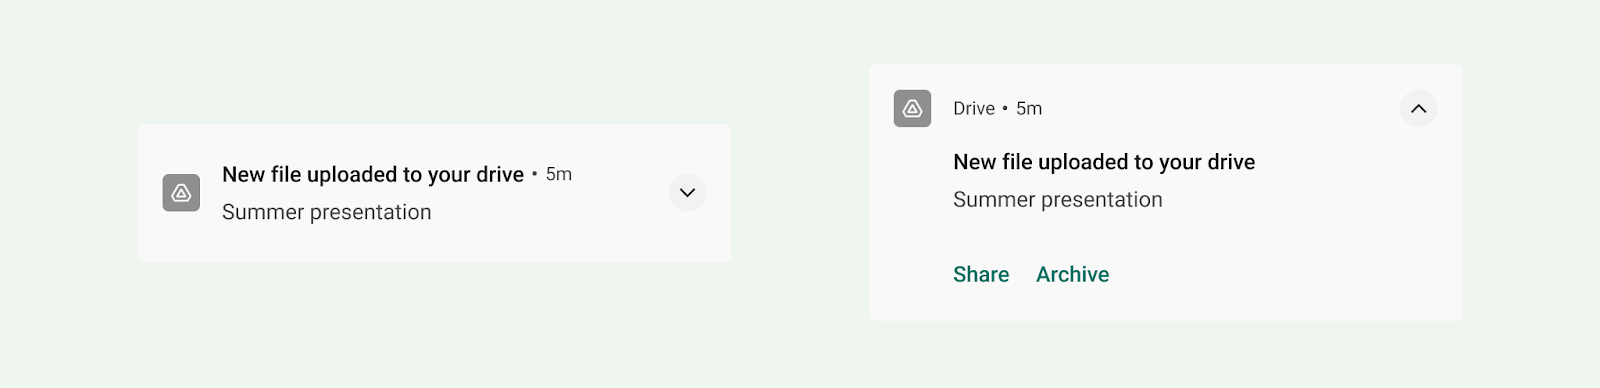 New file uploaded to your drive • 5m
Summer presentation
Drive • 5m
New file uploaded to your drive
Summer presentation
Share Archive